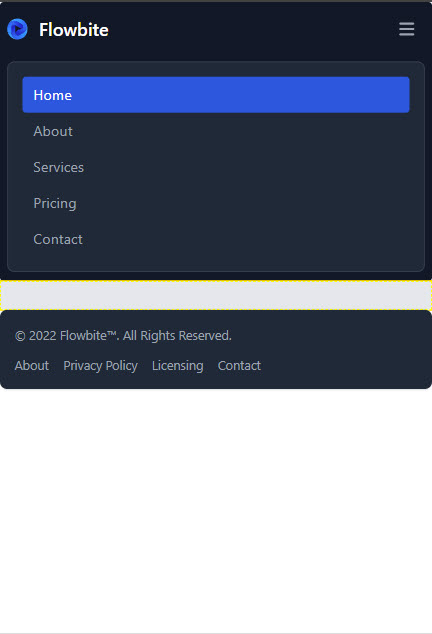 Flowbite
Home
About
Services
Pricing
Contact
© 2022 Flowbite™. All Rights Reserved.
About Privacy Policy Licensing Contact